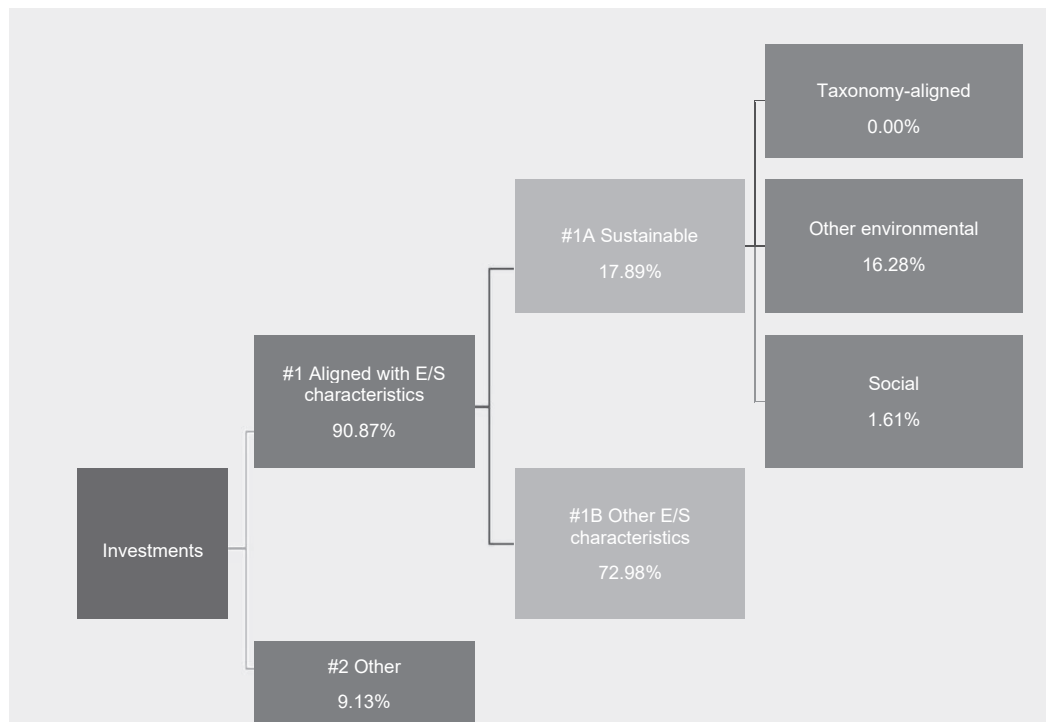 Taxonomy-aligned
0.00%
#1A Sustainable
17.89%
Other environmental
16.28%
#1 Aligned with E/S
characteristics
90.87%
Social
1.61%
Investments
#1B Other E/S
characteristics
72.98%
#2 Other
9.13%